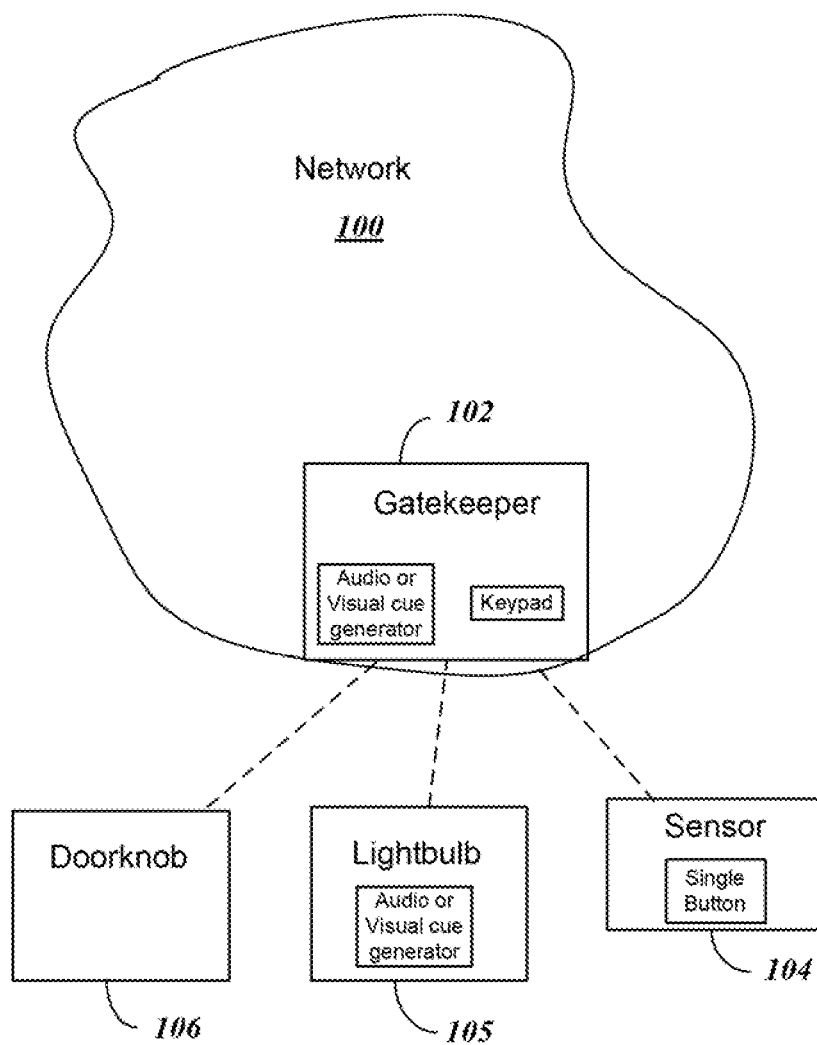 Network
100
102
Gatekeeper
Audio or
Visual cue
generator
Keypad
Doorknob
Lightbulb
Audio or
Visual cue
generator
Sensor
Single
Button
106
105
104